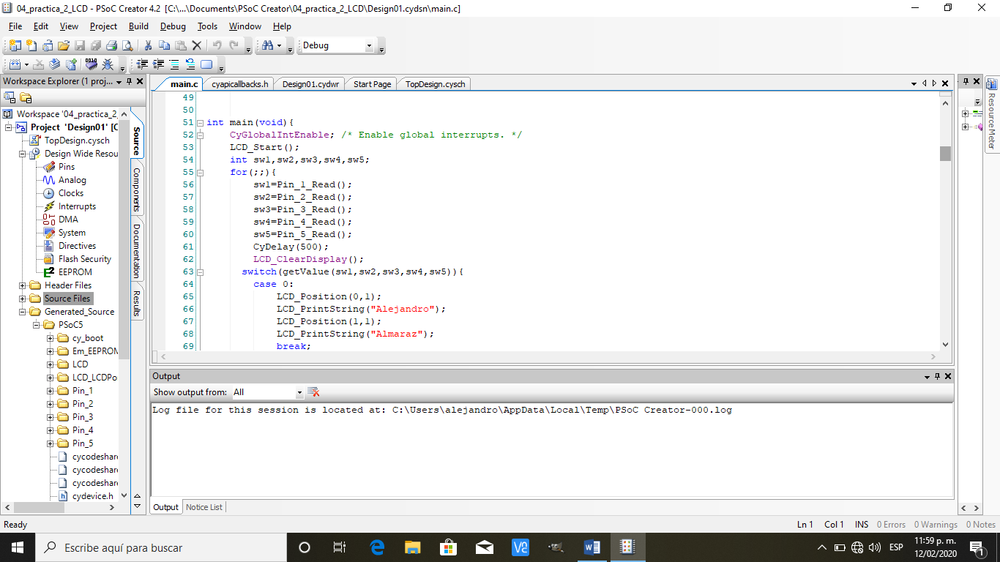 04_practica_2_LCD - PSoC Creator 4.2 [C:\...\Documents\PSoC Creator\04_practica_2_LCD\Design01.cydsn\main.c]
File Edit View Project Build Debug Tools Window Help
Debug
Workspace Explorer (1 proj...
main.c cyapicallbacks.h Design01.cydwr Start Page TopDesign.cysch
Workspace '04_practica_2_
Project 'Design01' [C
TopDesign.cysch
Design Wide Resou
Pins
Analog
Clocks
Interrupts
DMA
System
Directives
Flash Security
EEPROM
Header Files
Source Files
Generated_Source
PSoC5
cy_boot
Em_EEPROM
LCD
LCD_LCDPo
Pin_1
Pin_2
Pin_3
Pin_4
Pin_5
cycodeshare
cycodeshare
cycodeshare
cydevice.h
Source
Components
Documentation
Results
49
50
51 int main(void){
52 CyGlobalIntEnable; /* Enable global interrupts. */
53 LCD_Start();
54 int sw1,sw2,sw3,sw4,sw5;
55 for(;;){
56 sw1=Pin_1_Read();
57 sw2=Pin_2_Read();
58 sw3=Pin_3_Read();
59 sw4=Pin_4_Read();
60 sw5=Pin_5_Read();
61 CyDelay(500);
62 LCD_ClearDisplay();
63 switch(getValue(sw1,sw2,sw3,sw4,sw5)){
64 case 0:
65 LCD_Position(0,1);
66 LCD_PrintString("Alejandro");
67 LCD_Position(1,1);
68 LCD_PrintString("Almaraz");
69 break;
Resource Meter
Output
Show output from: All
Log file for this session is located at: C:\Users\alejandro\AppData\Local\Temp\PSoC Creator-000.log
Output Notice List
Ready Ln 1 Col 1 INS 0 Errors 0 Warnings 0 Notes
Escribe aquí para buscar
ESP
11:59 p. m.
12/02/2020
1